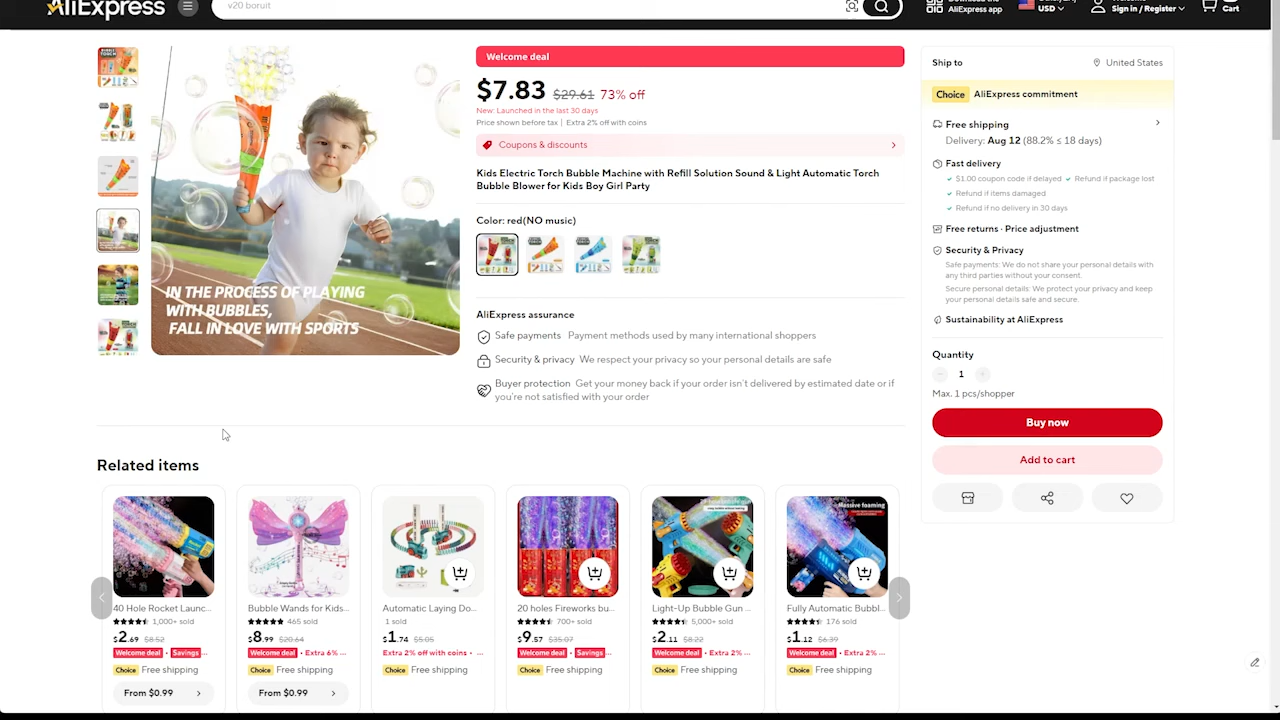 AliExpress
v20 boruit
AliExpress app
USD
Sign in / Register
Cart
Welcome deal
$7.83 $29.61 73% off
New: Launched in the last 30 days
Price shown before tax | Extra 2% off with coins
Coupons & discounts
Kids Electric Torch Bubble Machine with Refill Solution Sound & Light Automatic Torch
Bubble Blower for Kids Boy Girl Party
Color: red(NO music)
AliExpress assurance
Safe payments Payment methods used by many international shoppers
Security & privacy We respect your privacy so your personal details are safe
Buyer protection Get your money back if your order isn't delivered by estimated date or if
you're not satisfied with your order
IN THE PROCESS OF PLAYING
WITH BUBBLES,
FALL IN LOVE WITH SPORTS
Ship to United States
Choice AliExpress commitment
Free shipping
Delivery: Aug 12 (88.2% ≤ 18 days)
Fast delivery
$1.00 coupon code if delayed Refund if package lost
Refund if items damaged
Refund if no delivery in 30 days
Free returns · Price adjustment
Security & Privacy
Safe payments: We do not share your personal details with
any third parties without your consent.
Secure personal details: We protect your privacy and keep
your personal details safe and secure.
Sustainability at AliExpress
Quantity
1
Max. 1 pcs/shopper
Buy now
Add to cart
Related items
40 Hole Rocket Launc...
1,000+ sold
$2.69 $8.52
Welcome deal · Savings
Choice Free shipping
From $0.99
Bubble Wands for Kids...
465 sold
$8.99 $20.64
Welcome deal · Extra 6% ...
Choice Free shipping
From $0.99
Automatic Laying Do...
1 sold
$1.74 $5.05
Extra 2% off with coins · ...
Choice Free shipping
20 holes Fireworks bu...
700+ sold
$9.57 $35.07
Welcome deal · Savings
Choice Free shipping
Light-Up Bubble Gun ...
5,000+ sold
$2.11 $8.22
Welcome deal · Extra 2% ...
Choice Free shipping
Massive foaming
Fully Automatic Bubbl...
176 sold
$1.12 $6.39
Welcome deal · Extra 2% ...
Choice Free shipping